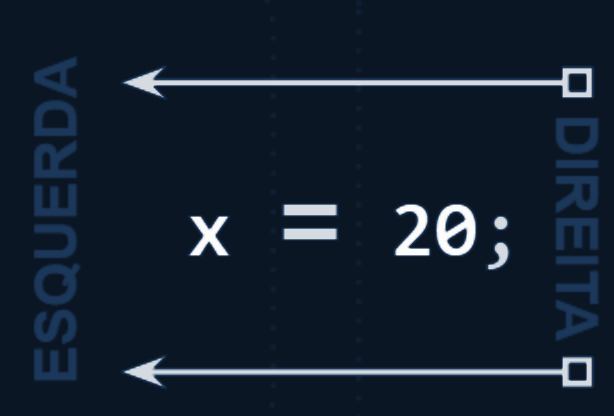 ESQUERDA
x = 20;
DIREITA